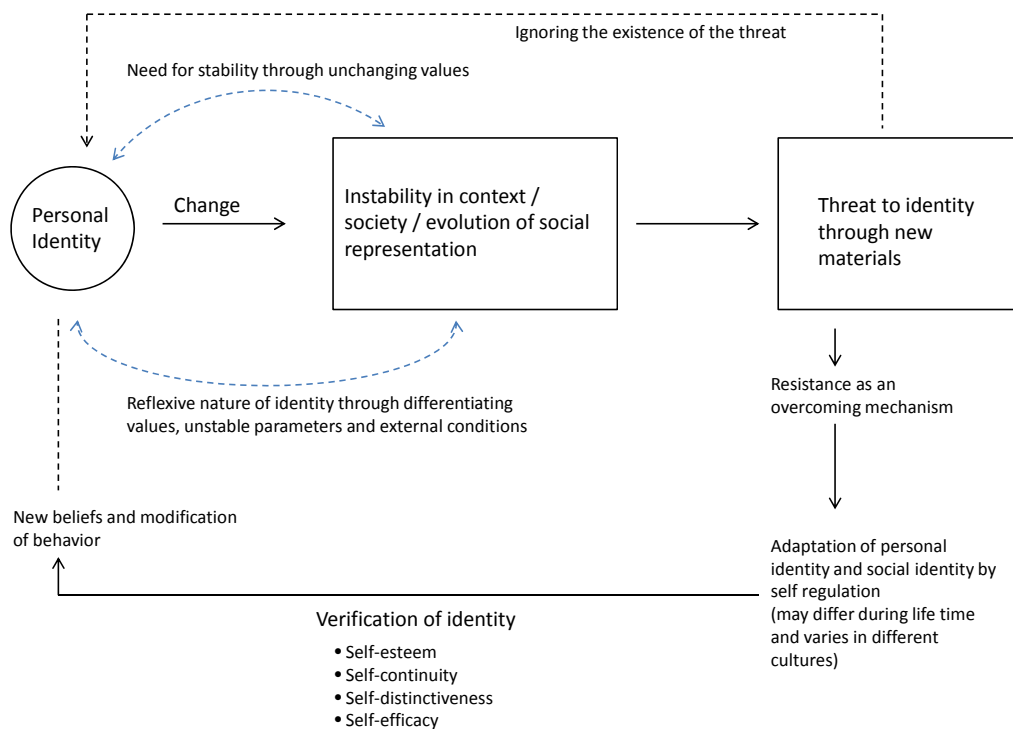 Ignoring the existence of the threat
Need for stability through unchanging values
Personal
Identity
Change
Instability in context /
society / evolution of social
representation
Threat to identity
through new
materials
Reflexive nature of identity through differentiating
values, unstable parameters and external conditions
Resistance as an
overcoming mechanism
New beliefs and modification
of behavior
Adaptation of personal
identity and social identity by
self regulation
(may differ during life time
and varies in different
cultures)
Verification of identity
• Self-esteem
• Self-continuity
• Self-distinctiveness
• Self-efficacy